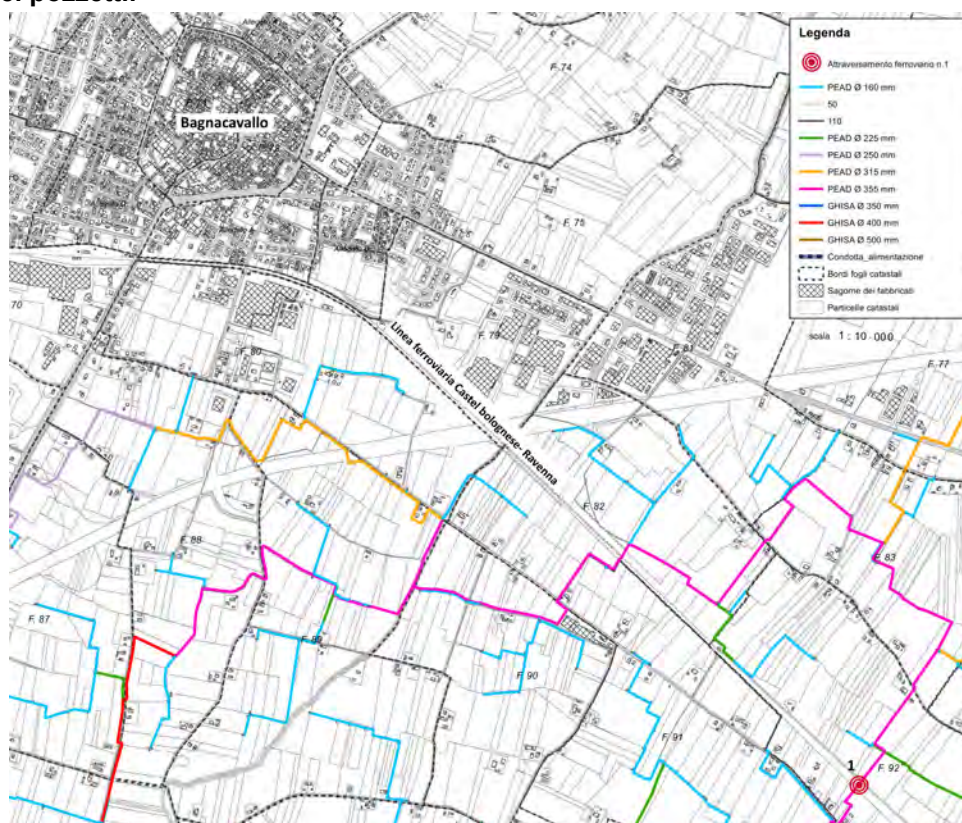 Bagnacavallo
Legenda
Attraversamento ferroviario n.1
PEAD Ø 160 mm
50
110
PEAD Ø 225 mm
PEAD Ø 250 mm
PEAD Ø 315 mm
PEAD Ø 355 mm
GHISA Ø 350 mm
GHISA Ø 400 mm
GHISA Ø 500 mm
Condotta_alimentazione
Bordi fogli catastali
Sagome dei fabbricati
Particelle catastali
scala 1 : 10.000
F. 74
F. 75
70
F. 79
F. 80
F. 81
F. 77
Linea ferroviaria Castel bolognese- Ravenna
F. 82
F. 83
F. 88
F. 87
F. 89
F. 90
F. 91
F. 92
1